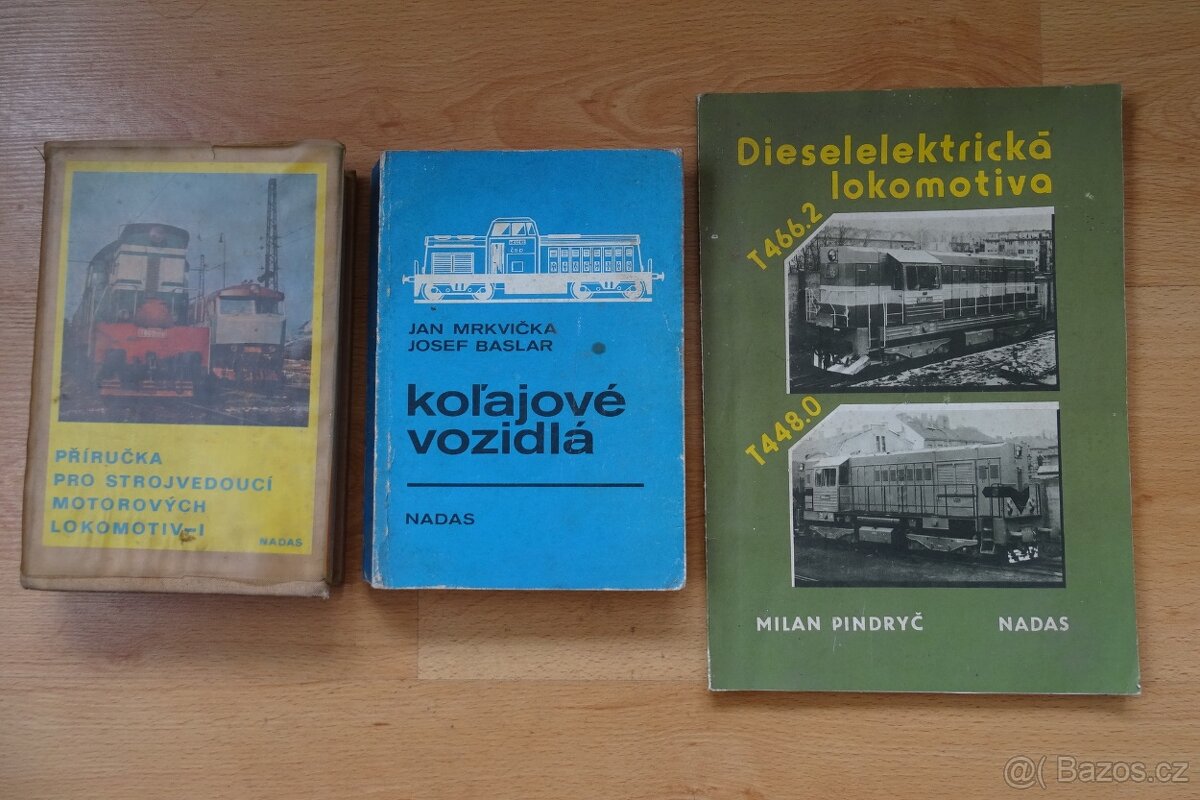 PŘÍRUČKA
PRO STROJVEDOUCÍ
MOTOROVÝCH
LOKOMOTIV-I
NADAS
JAN MRKVIČKA
JOSEF BASLAR
koľajové
vozidlá
NADAS
Dieselelektrická
lokomotiva
T466.2
T448.0
MILAN PINDRYČ NADAS
@( Bazos.cz